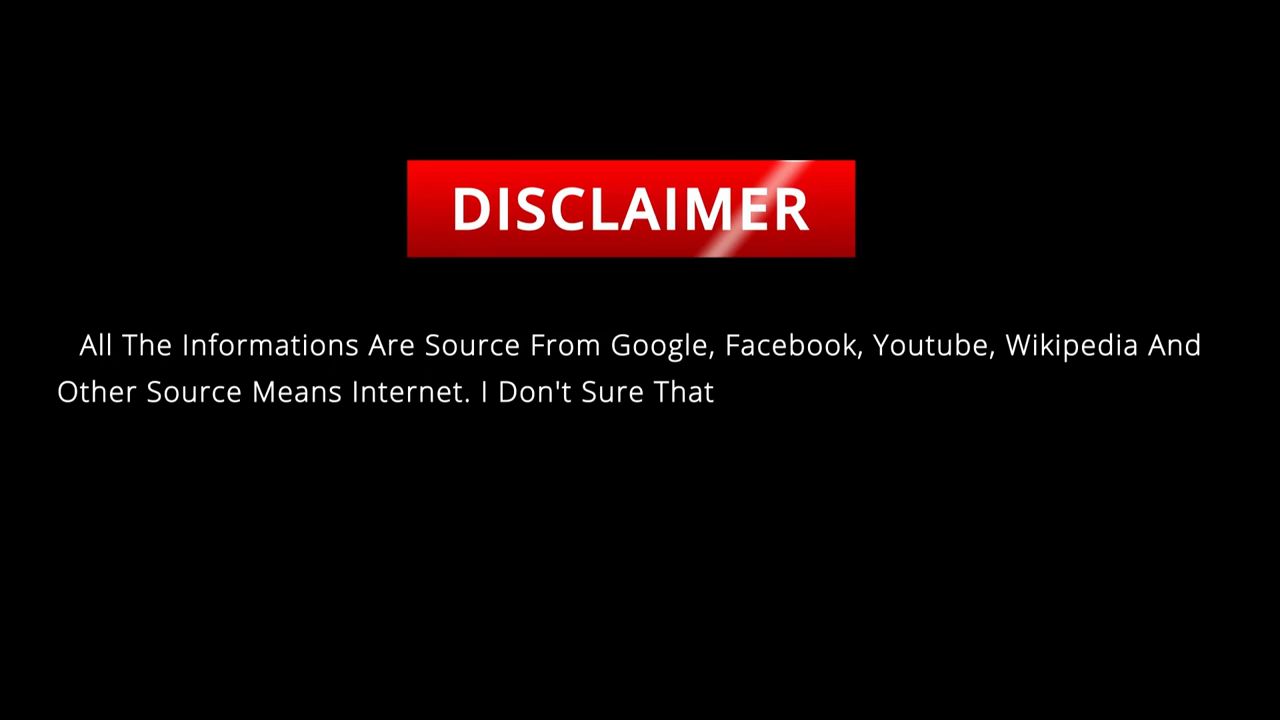 DISCLAIMER
All The Informations Are Source From Google, Facebook, Youtube, Wikipedia And
Other Source Means Internet. I Don't Sure That